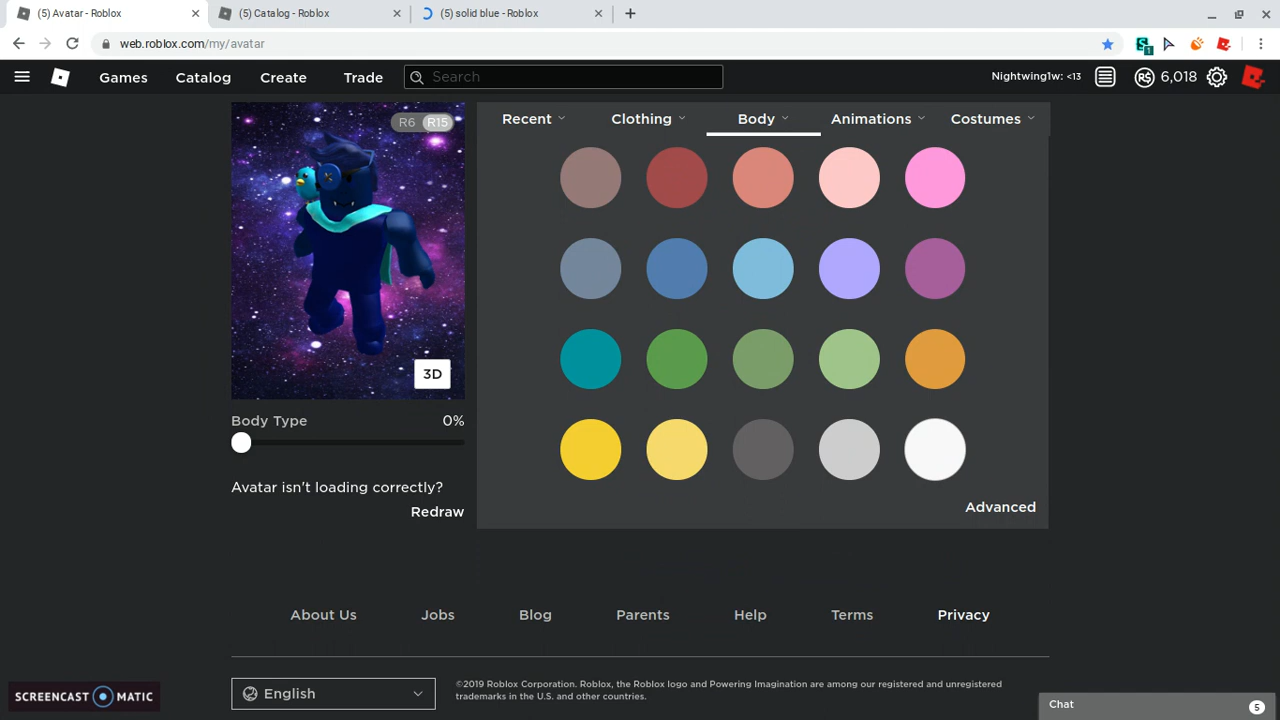 (5) Avatar - Roblox
(5) Catalog - Roblox
(5) solid blue - Roblox
web.roblox.com/my/avatar
1
Games
Catalog
Create
Trade
Search
Nightwing1w: <13
R$ 6,018
R6 R15
Recent
Clothing
Body
Animations
Costumes
3D
Body Type 0%
Avatar isn't loading correctly?
Redraw
Advanced
About Us
Jobs
Blog
Parents
Help
Terms
Privacy
SCREENCAST MATIC
English
©2019 Roblox Corporation. Roblox, the Roblox logo and Powering Imagination are among our registered and unregistered
trademarks in the U.S. and other countries.
Chat 5